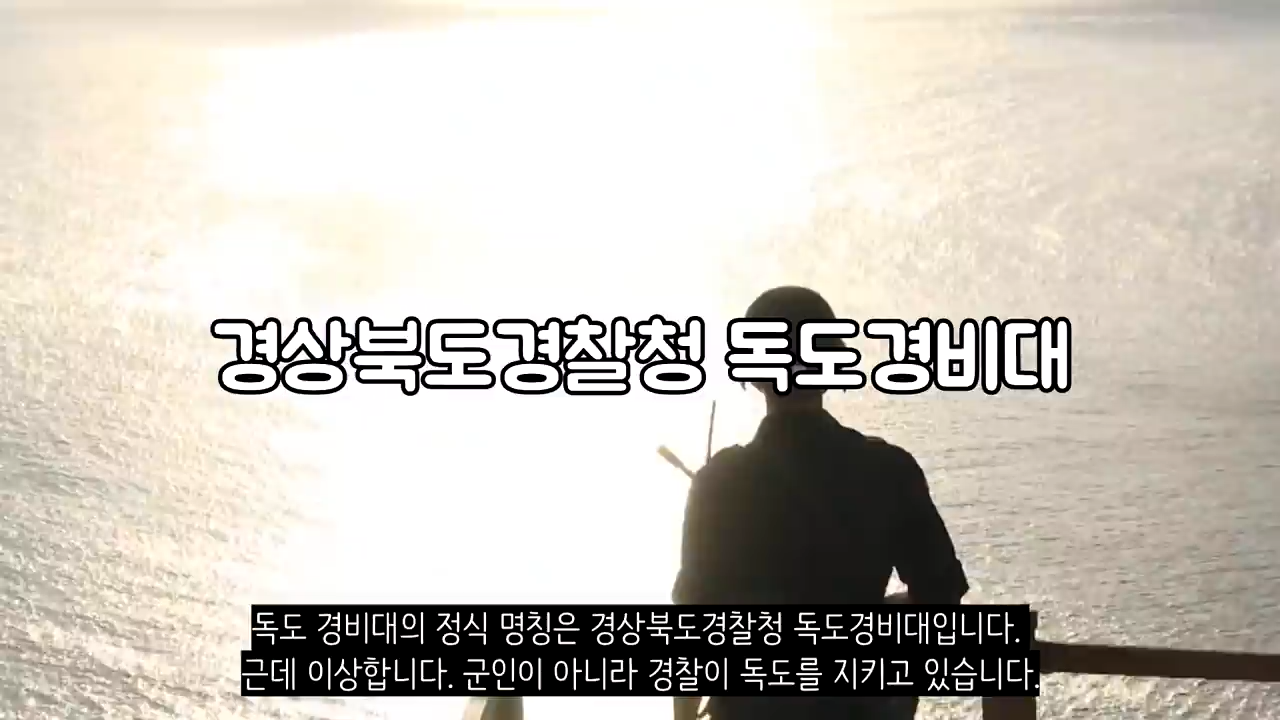 경상북도경찰청 독도경비대
독도 경비대의 정식 명칭은 경상북도경찰청 독도경비대입니다.
근데 이상합니다. 군인이 아니라 경찰이 독도를 지키고 있습니다.